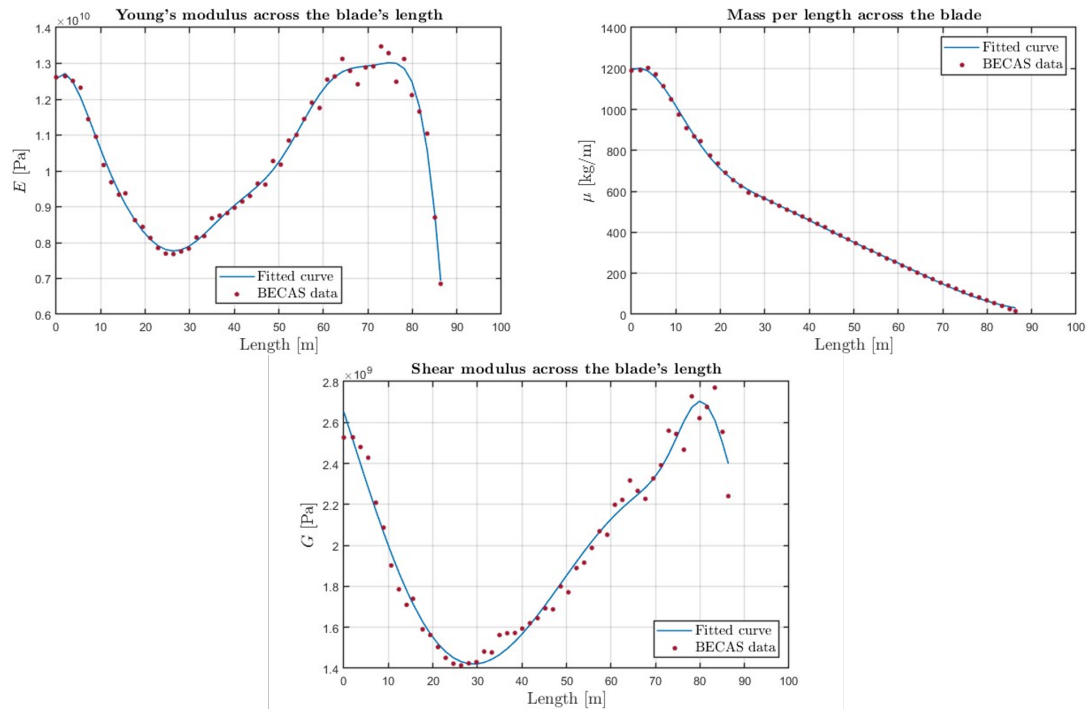 Young's modulus across the blade's length
×10^10
1.4
1.3
1.2
1.1
1
0.9
0.8
0.7
0.6
E [Pa]
Fitted curve
BECAS data
0 10 20 30 40 50 60 70 80 90 100
Length [m]
Mass per length across the blade
1400
1200
1000
800
600
400
200
0
μ [kg/m]
Fitted curve
BECAS data
0 10 20 30 40 50 60 70 80 90 100
Length [m]
Shear modulus across the blade's length
×10^9
2.8
2.6
2.4
2.2
2
1.8
1.6
1.4
G [Pa]
Fitted curve
BECAS data
0 10 20 30 40 50 60 70 80 90 100
Length [m]